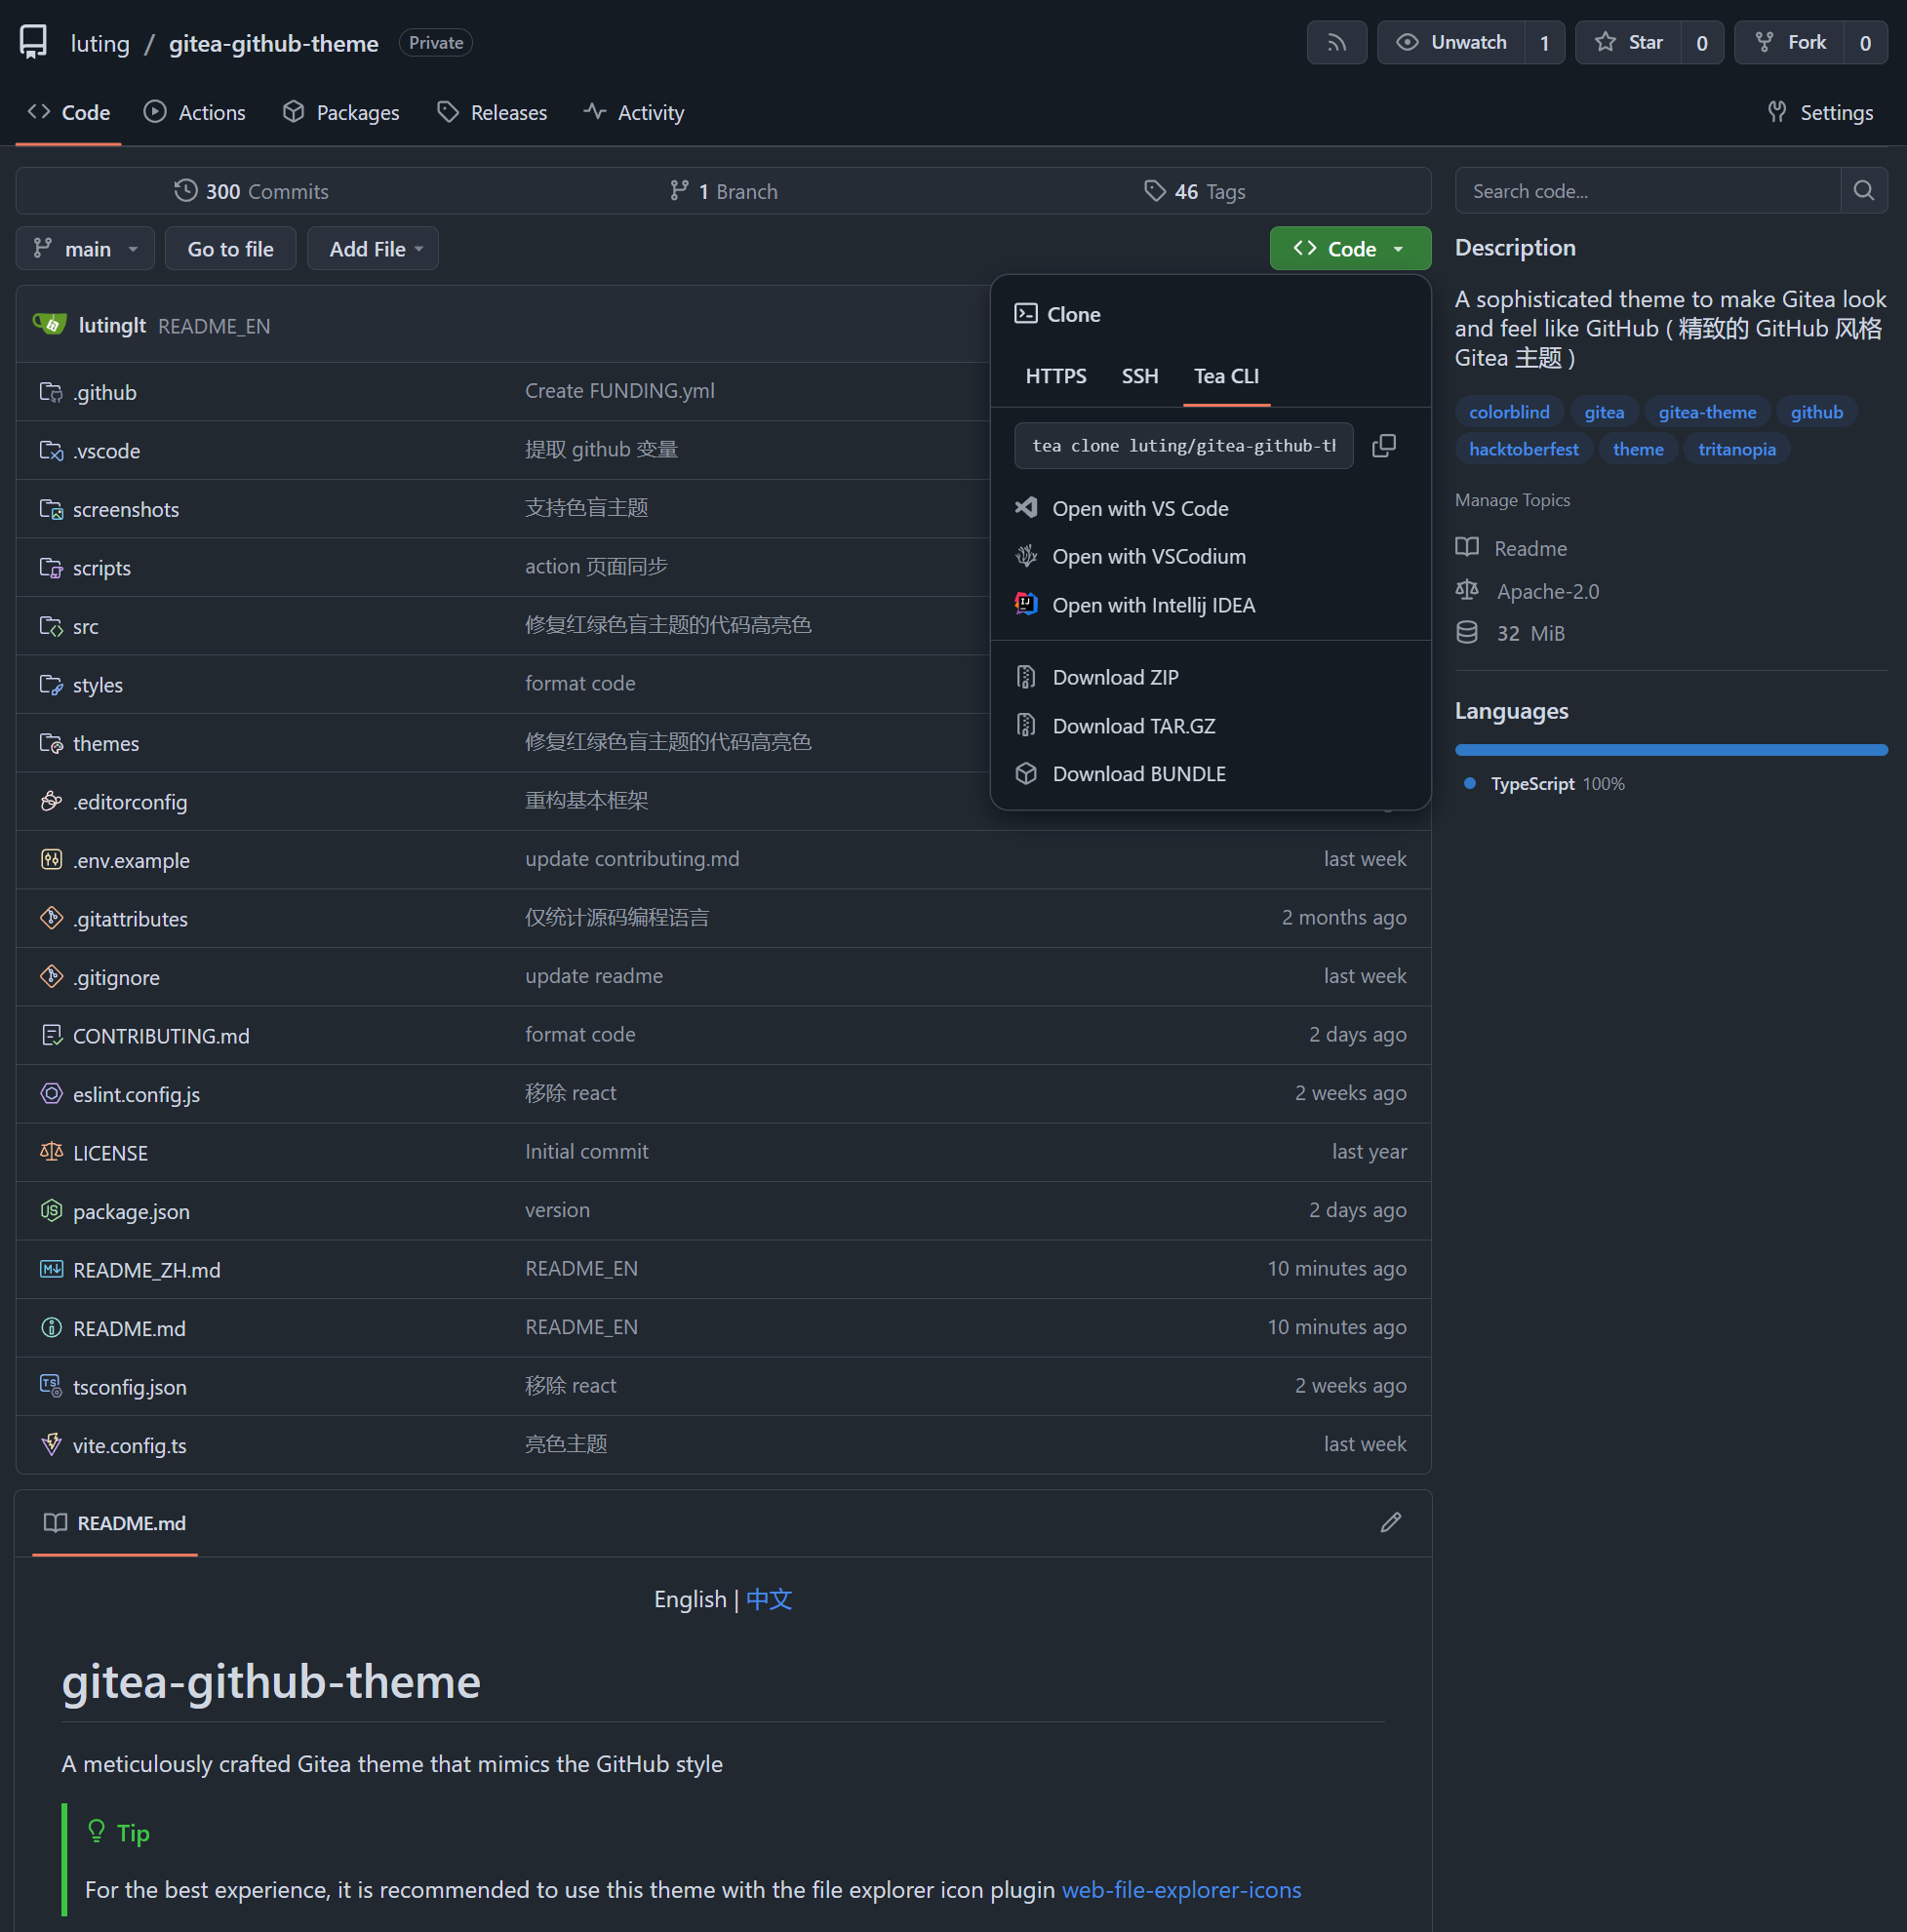 luting / gitea-github-theme Private
Unwatch 1 Star 0 Fork 0
Code Actions Packages Releases Activity Settings
300 Commits 1 Branch 46 Tags
Search code...
main Go to file Add File Code
Description
A sophisticated theme to make Gitea look
and feel like GitHub ( 精致的 GitHub 风格
Gitea 主题 )
colorblind gitea gitea-theme github
hacktoberfest theme tritanopia
Manage Topics
Readme
Apache-2.0
32 MiB
Languages
TypeScript 100%
Clone
HTTPS SSH Tea CLI
tea clone luting/gitea-github-tl
Open with VS Code
Open with VSCodium
Open with Intellij IDEA
Download ZIP
Download TAR.GZ
Download BUNDLE
lutinglt README_EN
.github Create FUNDING.yml
.vscode 提取 github 变量
screenshots 支持色盲主题
scripts action 页面同步
src 修复红绿色盲主题的代码高亮色
styles format code
themes 修复红绿色盲主题的代码高亮色
.editorconfig 重构基本框架
.env.example update contributing.md last week
.gitattributes 仅统计源码编程语言 2 months ago
.gitignore update readme last week
CONTRIBUTING.md format code 2 days ago
eslint.config.js 移除 react 2 weeks ago
LICENSE Initial commit last year
package.json version 2 days ago
README_ZH.md README_EN 10 minutes ago
README.md README_EN 10 minutes ago
tsconfig.json 移除 react 2 weeks ago
vite.config.ts 亮色主题 last week
README.md
English | 中文
gitea-github-theme
A meticulously crafted Gitea theme that mimics the GitHub style
Tip
For the best experience, it is recommended to use this theme with the file explorer icon plugin web-file-explorer-icons